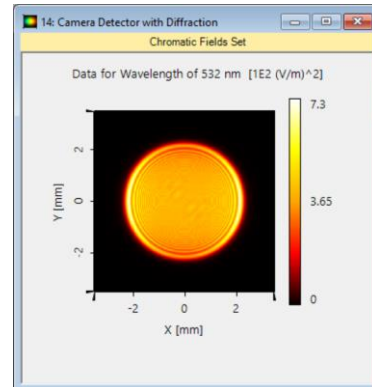 14: Camera Detector with Diffraction
Chromatic Fields Set
Data for Wavelength of 532 nm [1E2 (V/m)^2]
7.3
3.65
0
Y [mm]
2
0
-2
-2
0
2
X [mm]